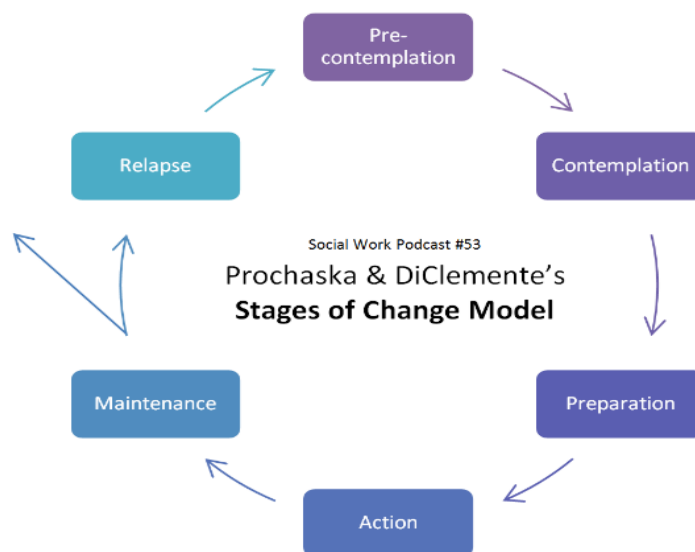 Pre-
contemplation
Relapse
Contemplation
Social Work Podcast #53
Prochaska & DiClemente’s
Stages of Change Model
Maintenance
Preparation
Action